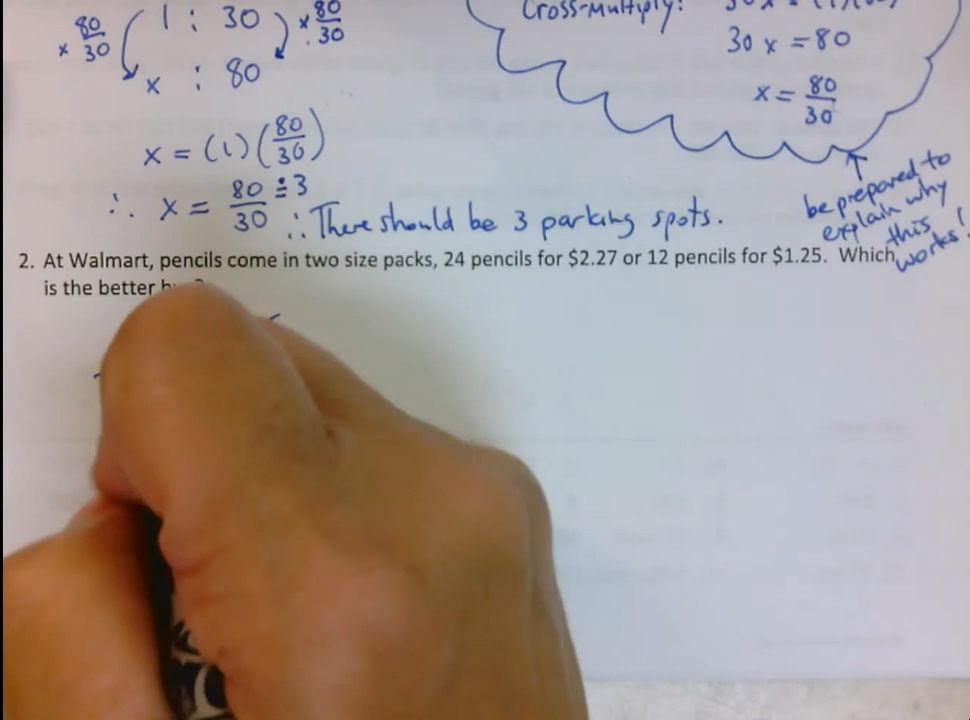 80/30 1 : 30 80/30
× ×
x : 80
x = (1)(80/30)
∴ x = 80/30 ≐ 3
∴ There should be 3 parking spots.
Cross-Multiply:
30 x = 80
x = 80/30
be prepared to
explain why
this
works!
2. At Walmart, pencils come in two size packs, 24 pencils for $2.27 or 12 pencils for $1.25. Which
is the better